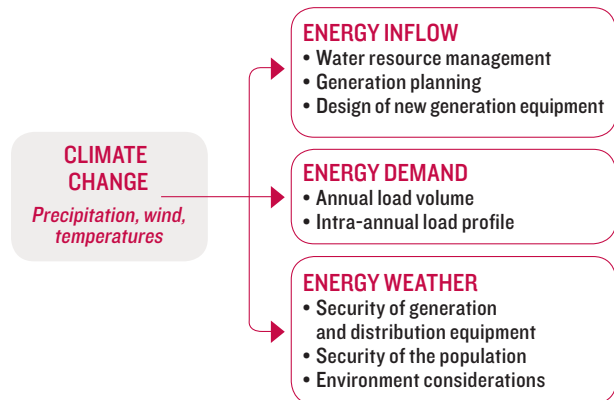 CLIMATE
CHANGE
Precipitation, wind,
temperatures
ENERGY INFLOW
• Water resource management
• Generation planning
• Design of new generation equipment
ENERGY DEMAND
• Annual load volume
• Intra-annual load profile
ENERGY WEATHER
• Security of generation
and distribution equipment
• Security of the population
• Environment considerations